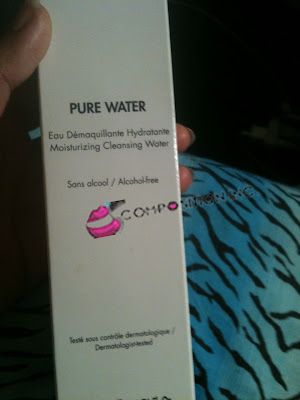 PURE WATER
Eau Démaquillante Hydratante
Moisturizing Cleansing Water
Sans alcool / Alcohol-free
Testé sous contrôle dermatologique /
Dermatologist-tested